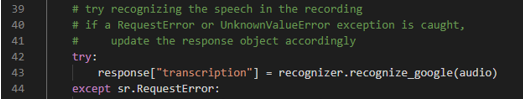 39 # try recognizing the speech in the recording
40 # if a RequestError or UnknownValueError exception is caught,
41 #     update the response object accordingly
42 try:
43     response["transcription"] = recognizer.recognize_google(audio)
44 except sr.RequestError: